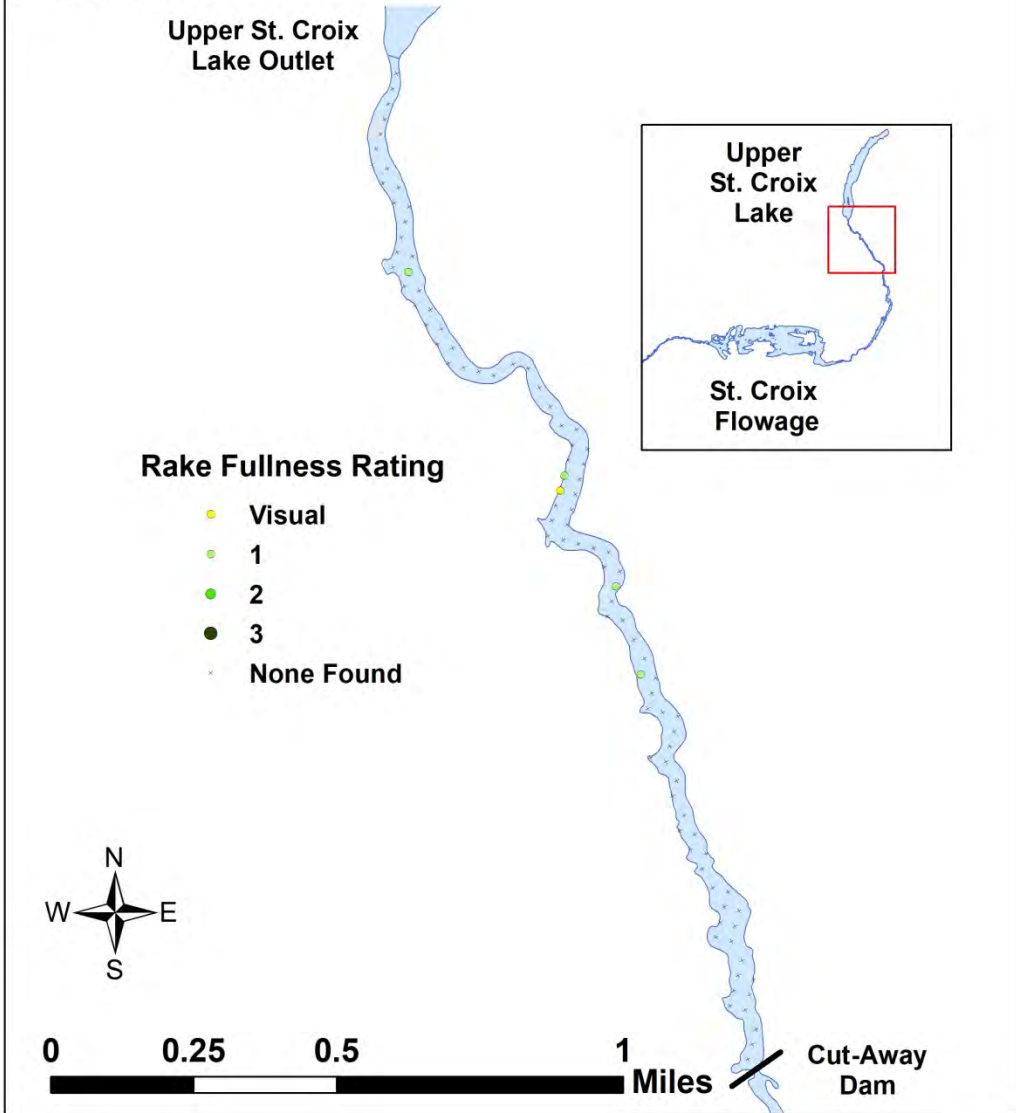 Upper St. Croix
Lake Outlet
Upper
St. Croix
Lake
St. Croix
Flowage
Rake Fullness Rating
Visual
1
2
3
None Found
N
W E
S
0 0.25 0.5 1
Miles
Cut-Away
Dam